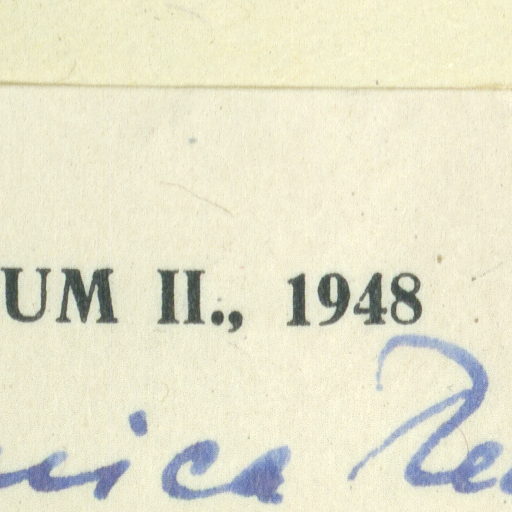 UM II., 1948
ica Re